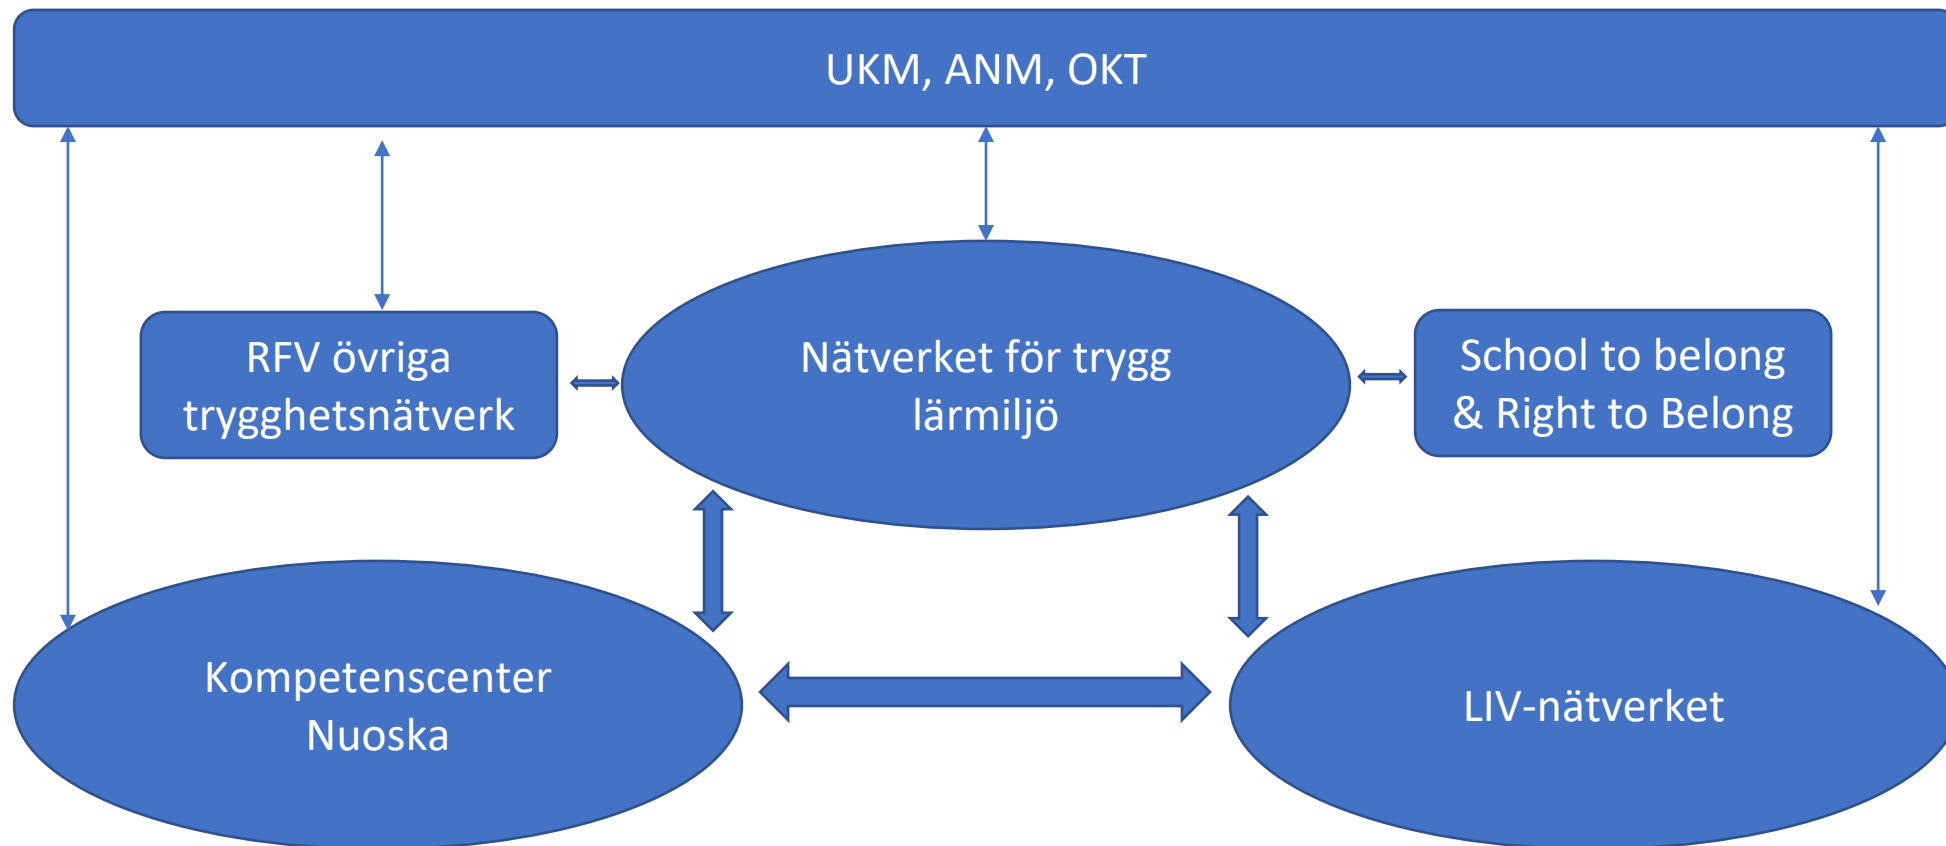 UKM, ANM, OKT
RFV övriga
trygghetsnätverk
Nätverket för trygg
lärmiljö
School to belong
& Right to Belong
Kompetenscenter
Nuoska
LIV-nätverket